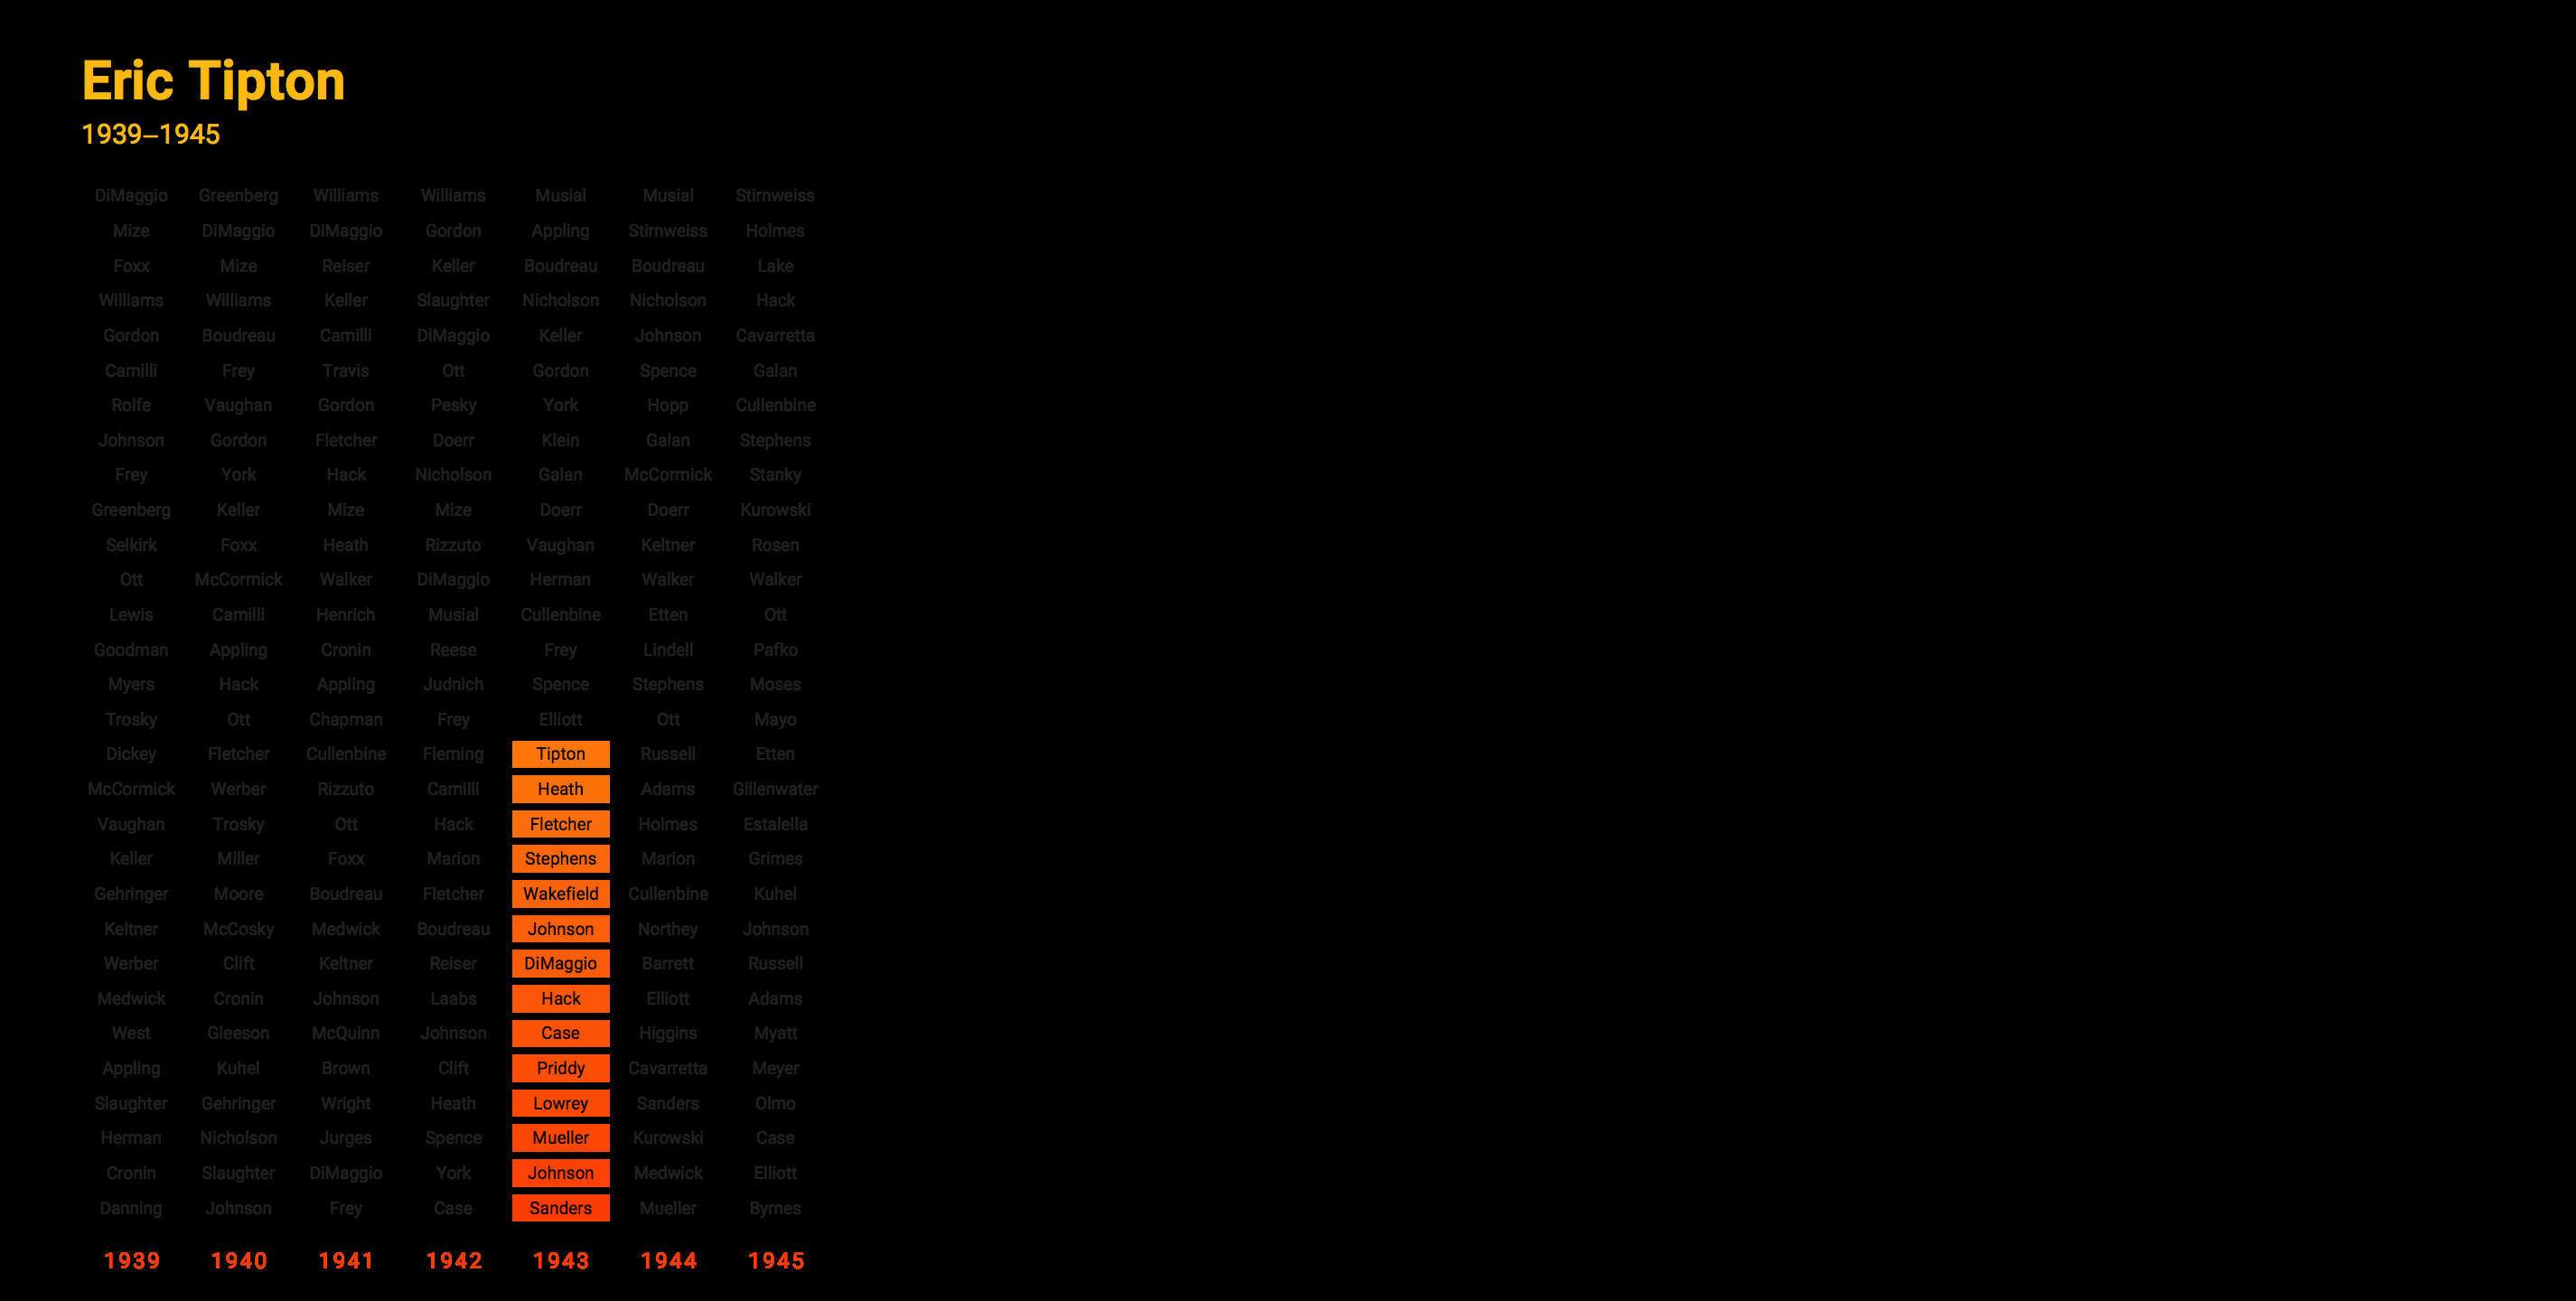 Eric Tipton
1939–1945
DiMaggio Greenberg Williams Williams Musial Musial Stirnweiss
Mize DiMaggio DiMaggio Gordon Appling Stirnweiss Holmes
Foxx Mize Reiser Keller Boudreau Boudreau Lake
Williams Williams Keller Slaughter Nicholson Nicholson Hack
Gordon Boudreau Camilli DiMaggio Keller Johnson Cavarretta
Camilli Frey Travis Ott Gordon Spence Galan
Rolfe Vaughan Gordon Pesky York Hopp Cullenbine
Johnson Gordon Fletcher Doerr Klein Galan Stephens
Frey York Hack Nicholson Galan McCormick Stanky
Greenberg Keller Mize Mize Doerr Doerr Kurowski
Selkirk Foxx Heath Rizzuto Vaughan Keltner Rosen
Ott McCormick Walker DiMaggio Herman Walker Walker
Lewis Camilli Henrich Musial Cullenbine Etten Ott
Goodman Appling Cronin Reese Frey Lindell Pafko
Myers Hack Appling Judnich Spence Stephens Moses
Trosky Ott Chapman Frey Elliott Ott Mayo
Dickey Fletcher Cullenbine Fleming Tipton Russell Etten
McCormick Werber Rizzuto Camilli Heath Adams Gillenwater
Vaughan Trosky Ott Hack Fletcher Holmes Estalella
Keller Miller Foxx Marion Stephens Marion Grimes
Gehringer Moore Boudreau Fletcher Wakefield Cullenbine Kuhel
Keltner McCosky Medwick Boudreau Johnson Northey Johnson
Werber Clift Keltner Reiser DiMaggio Barrett Russell
Medwick Cronin Johnson Laabs Hack Elliott Adams
West Gleeson McQuinn Johnson Case Higgins Myatt
Appling Kuhel Brown Clift Priddy Cavarretta Meyer
Slaughter Gehringer Wright Heath Lowrey Sanders Olmo
Herman Nicholson Jurges Spence Mueller Kurowski Case
Cronin Slaughter DiMaggio York Johnson Medwick Elliott
Danning Johnson Frey Case Sanders Mueller Byrnes
1939 1940 1941 1942 1943 1944 1945